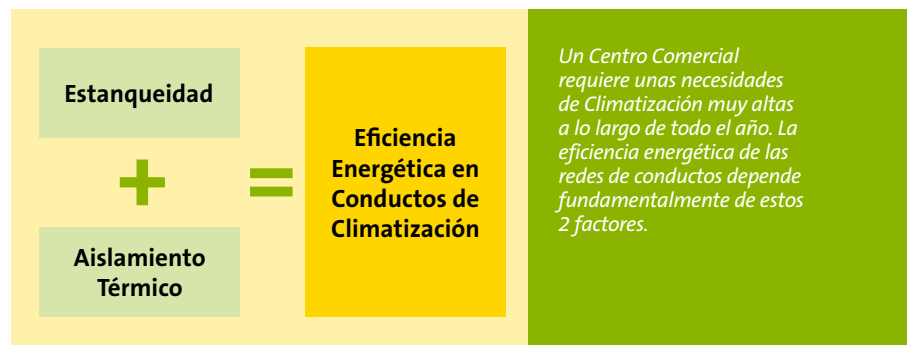 Estanqueidad
+
Aislamiento
Térmico
=
Eficiencia
Energética en
Conductos de
Climatización
Un Centro Comercial
requiere unas necesidades
de Climatización muy altas
a lo largo de todo el año. La
eficiencia energética de las
redes de conductos depende
fundamentalmente de estos
2 factores.